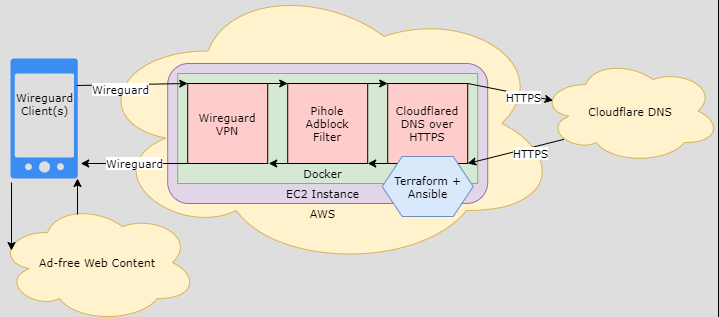 Wireguard
Client(s)
Wireguard
Wireguard
Wireguard
VPN
Pihole
Adblock
Filter
Cloudflared
DNS over
HTTPS
HTTPS
HTTPS
Cloudflare DNS
Docker
EC2 Instance
AWS
Terraform +
Ansible
Ad-free Web Content